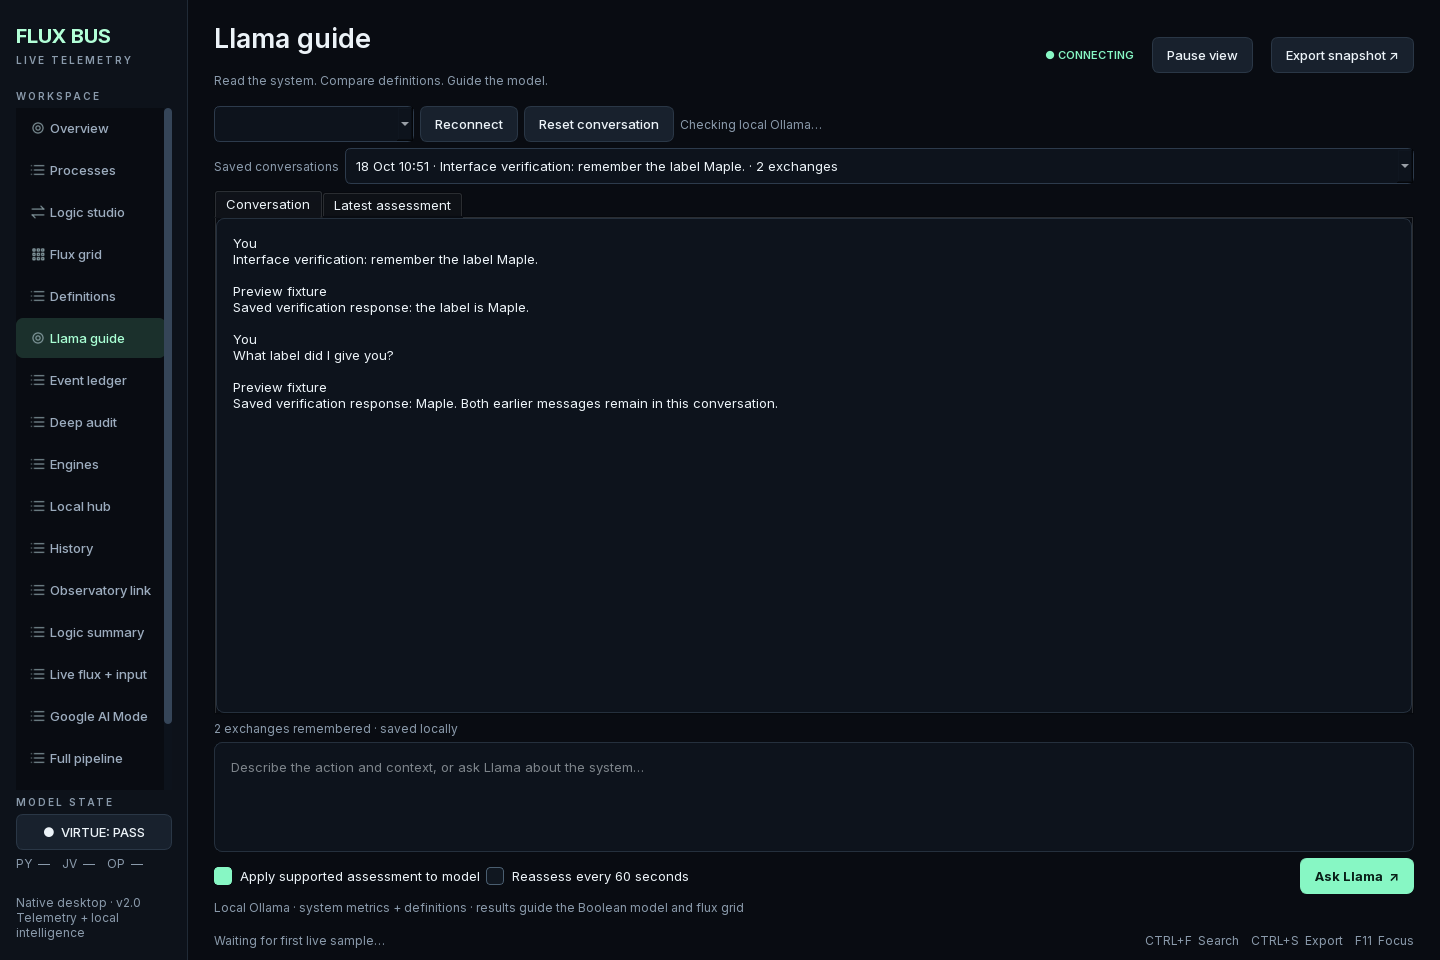 FLUX BUS
LIVE TELEMETRY
WORKSPACE
Overview
Processes
Logic studio
Flux grid
Definitions
Llama guide
Event ledger
Deep audit
Engines
Local hub
History
Observatory link
Logic summary
Live flux + input
Google AI Mode
Full pipeline
MODEL STATE
● VIRTUE: PASS
PY — JV — OP —
Native desktop · v2.0
Telemetry + local
intelligence
Llama guide
Read the system. Compare definitions. Guide the model.
● CONNECTING
Pause view
Export snapshot ↗
Reconnect
Reset conversation
Checking local Ollama…
Saved conversations
18 Oct 10:51 · Interface verification: remember the label Maple. · 2 exchanges
Conversation
Latest assessment
You
Interface verification: remember the label Maple.
Preview fixture
Saved verification response: the label is Maple.
You
What label did I give you?
Preview fixture
Saved verification response: Maple. Both earlier messages remain in this conversation.
2 exchanges remembered · saved locally
Describe the action and context, or ask Llama about the system…
Apply supported assessment to model
Reassess every 60 seconds
Ask Llama ↗
Local Ollama · system metrics + definitions · results guide the Boolean model and flux grid
Waiting for first live sample…
CTRL+F Search CTRL+S Export F11 Focus